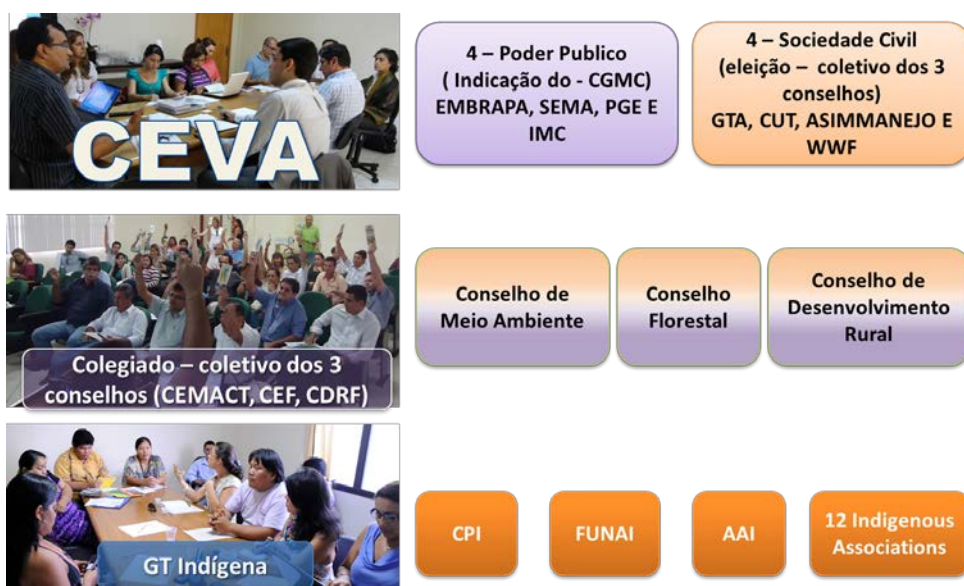 CEVA
4 – Poder Publico
( Indicação do - CGMC)
EMBRAPA, SEMA, PGE E
IMC
4 – Sociedade Civil
(eleição – coletivo dos 3
conselhos)
GTA, CUT, ASIMMANEJO E
WWF
Colegiado – coletivo dos 3
conselhos (CEMACT, CEF, CDRF)
Conselho de
Meio Ambiente
Conselho
Florestal
Conselho de
Desenvolvimento
Rural
GT Indígena
CPI
FUNAI
AAI
12 Indigenous
Associations